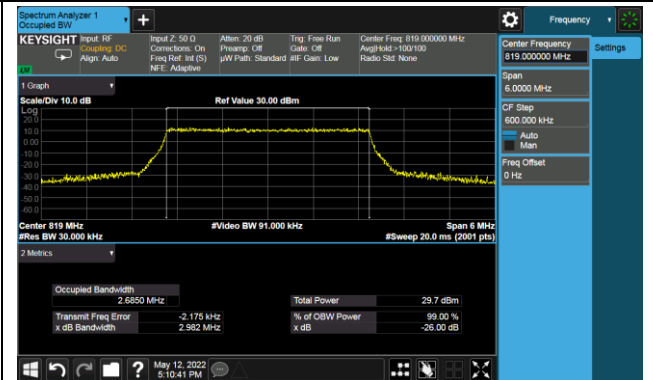 Spectrum Analyzer 1
Occupied BW
+
Frequency
KEYSIGHT
Input: RF
Coupling: DC
Align: Auto
Input Z: 50 Ω
Corrections: On
Freq Ref: Int (S)
NFE: Adaptive
Atten: 20 dB
Preamp: Off
µW Path: Standard
Trig: Free Run
Gate: Off
#IF Gain: Low
Center Freq: 819.000000 MHz
Avg|Hold:>100/100
Radio Std: None
Center Frequency
819.000000 MHz
Settings
Span
6.0000 MHz
CF Step
600.000 kHz
Auto
Man
Freq Offset
0 Hz
1 Graph
Scale/Div 10.0 dB
Ref Value 30.00 dBm
Log
20.0
10.0
0.00
-10.0
-20.0
-30.0
-40.0
-50.0
-60.0
Center 819 MHz
#Video BW 91.000 kHz
Span 6 MHz
#Res BW 30.000 kHz
#Sweep 20.0 ms (2001 pts)
2 Metrics
Occupied Bandwidth
2.6850 MHz
Total Power 29.7 dBm
Transmit Freq Error -2.175 kHz
% of OBW Power 99.00 %
x dB Bandwidth 2.982 MHz
x dB -26.00 dB
?
May 12, 2022
5:10:41 PM